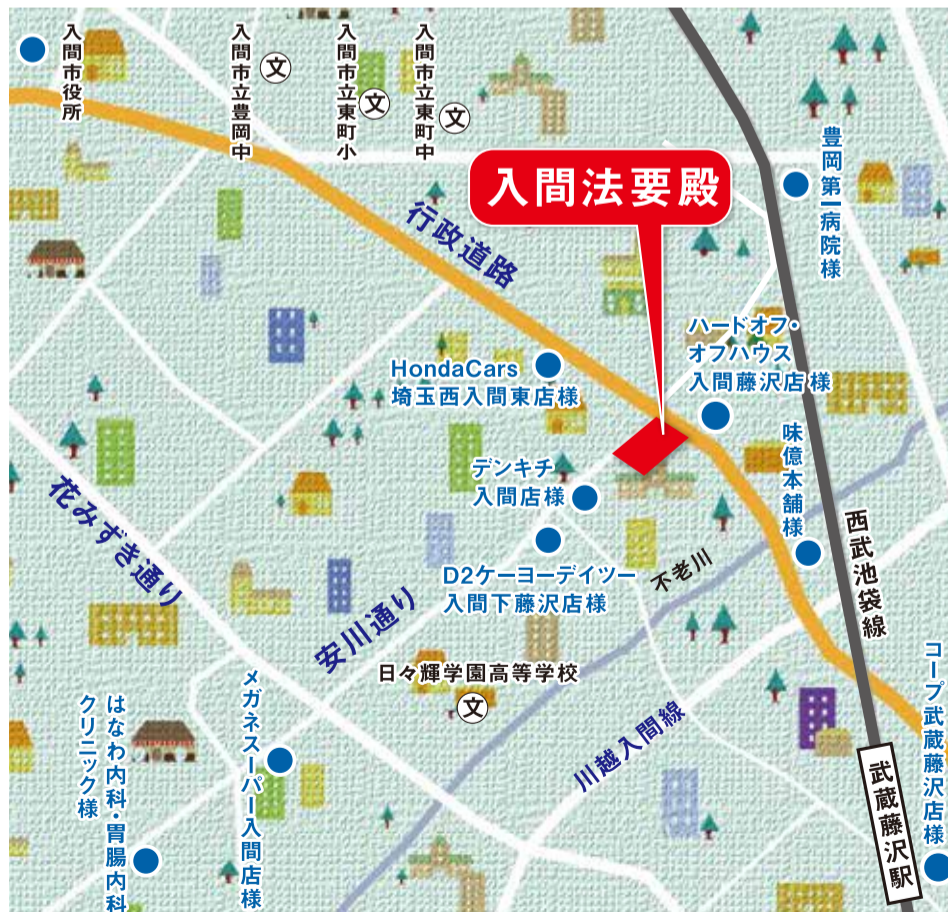 入間市役所
入間市立豊岡中
文
入間市立東町小
文
入間市立東町中
文
豊岡第一病院様
入間法要殿
行政道路
ハードオフ・
オフハウス
入間藤沢店様
HondaCars
埼玉西入間東店様
味億本舗様
デンキチ
入間店様
D2ケーヨーデイツー
入間下藤沢店様
不老川
西武池袋線
花みずき通り
安川通り
日々輝学園高等学校
文
川越入間線
コープ武蔵藤沢店様
武蔵藤沢駅
メガネスーパー入間店様
はなわ内科・胃腸内科
クリニック様